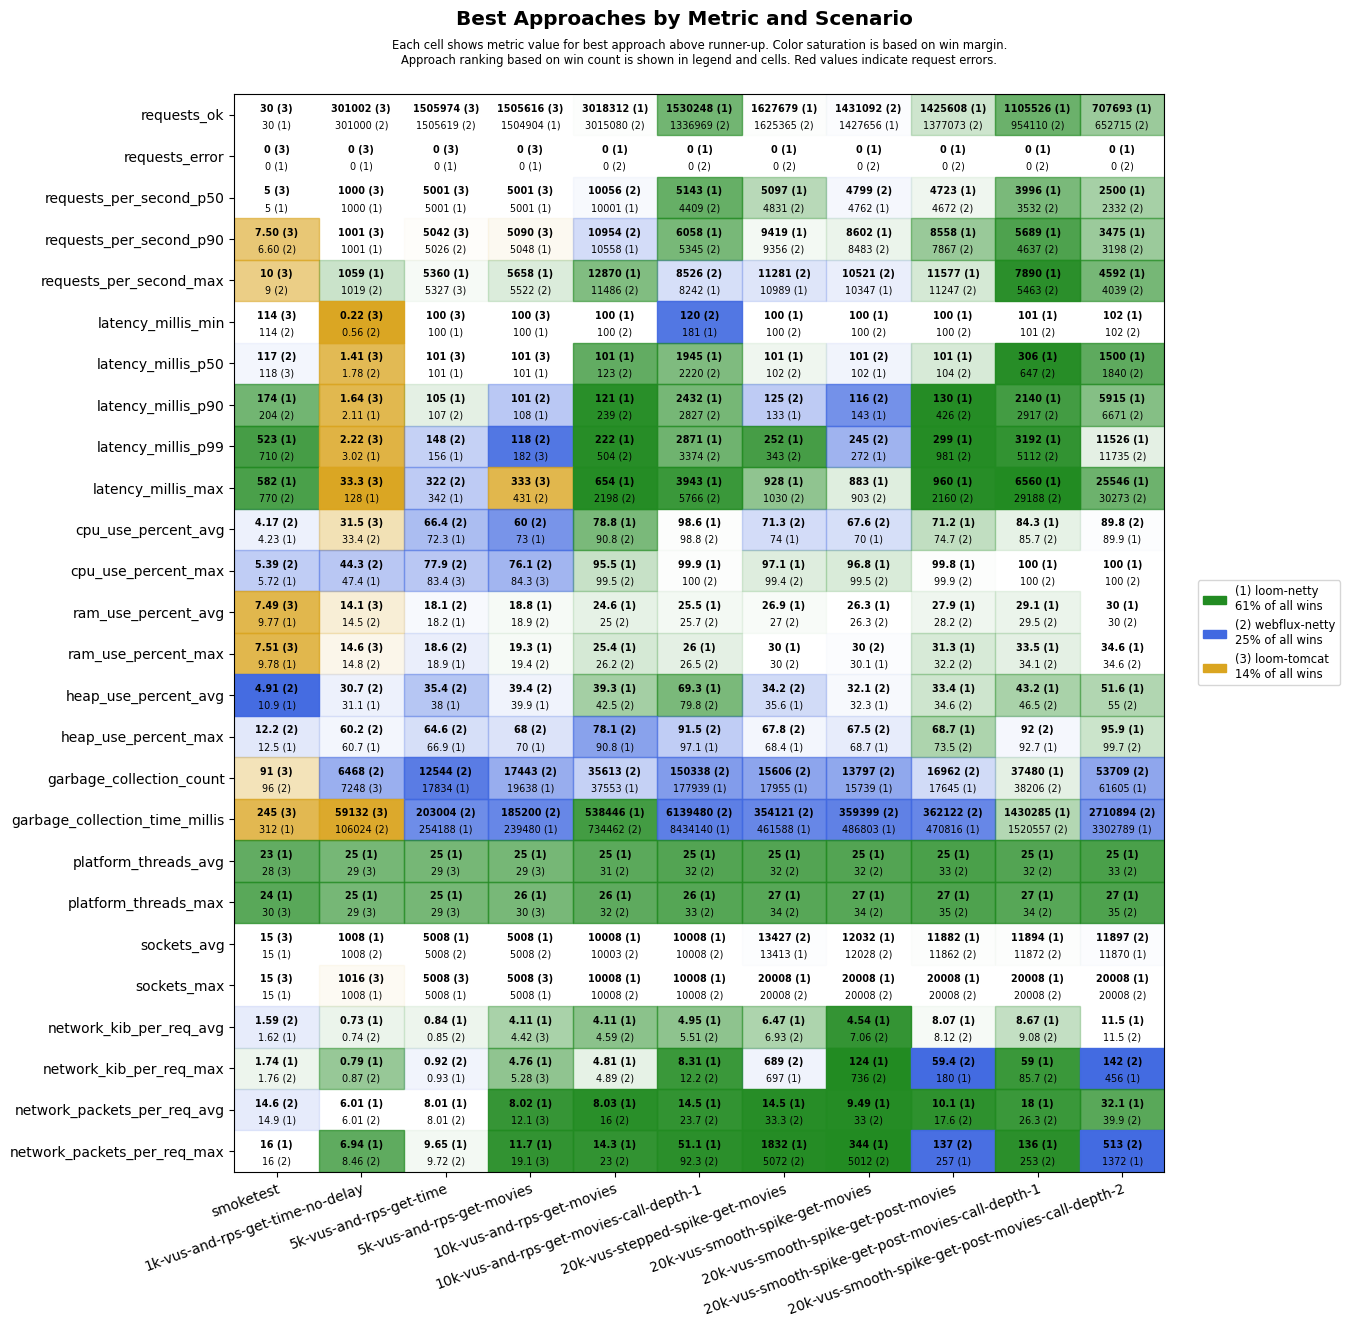 Best Approaches by Metric and Scenario
Each cell shows metric value for best approach above runner-up. Color saturation is based on win margin.
Approach ranking based on win count is shown in legend and cells. Red values indicate request errors.
requests_ok
30 (3) 301002 (3) 1505974 (3) 1505616 (3) 3018312 (1) 1530248 (1) 1627679 (1) 1431092 (2) 1425608 (1) 1105526 (1) 707693 (1)
30 (1) 301000 (2) 1505619 (2) 1504904 (1) 3015080 (2) 1336969 (2) 1625365 (2) 1427656 (1) 1377073 (2) 954110 (2) 652715 (2)
requests_error
0 (3) 0 (3) 0 (3) 0 (3) 0 (1) 0 (1) 0 (1) 0 (1) 0 (1) 0 (1) 0 (1)
0 (1) 0 (1) 0 (1) 0 (1) 0 (2) 0 (2) 0 (2) 0 (2) 0 (2) 0 (2) 0 (2)
requests_per_second_p50
5 (3) 1000 (3) 5001 (3) 5001 (3) 10056 (2) 5143 (1) 5097 (1) 4799 (2) 4723 (1) 3996 (1) 2500 (1)
5 (1) 1000 (1) 5001 (1) 5001 (1) 10001 (1) 4409 (2) 4831 (2) 4762 (1) 4672 (2) 3532 (2) 2332 (2)
requests_per_second_p90
7.50 (3) 1001 (3) 5042 (3) 5090 (3) 10954 (2) 6058 (1) 9419 (1) 8602 (1) 8558 (1) 5689 (1) 3475 (1)
6.60 (2) 1001 (1) 5026 (2) 5048 (1) 10558 (1) 5345 (2) 9356 (2) 8483 (2) 7867 (2) 4637 (2) 3198 (2)
requests_per_second_max
10 (3) 1059 (1) 5360 (1) 5658 (1) 12870 (1) 8526 (2) 11281 (2) 10521 (2) 11577 (1) 7890 (1) 4592 (1)
9 (2) 1019 (2) 5327 (3) 5522 (2) 11486 (2) 8242 (1) 10989 (1) 10347 (1) 11247 (2) 5463 (2) 4039 (2)
latency_millis_min
114 (3) 0.22 (3) 100 (3) 100 (3) 100 (1) 120 (2) 100 (1) 100 (1) 100 (1) 101 (1) 102 (1)
114 (2) 0.56 (2) 100 (1) 100 (1) 100 (2) 181 (1) 100 (2) 100 (2) 100 (2) 101 (2) 102 (2)
latency_millis_p50
117 (2) 1.41 (3) 101 (3) 101 (3) 101 (1) 1945 (1) 101 (1) 101 (2) 101 (1) 306 (1) 1500 (1)
118 (3) 1.78 (2) 101 (1) 101 (1) 123 (2) 2220 (2) 102 (2) 102 (1) 104 (2) 647 (2) 1840 (2)
latency_millis_p90
174 (1) 1.64 (3) 105 (1) 101 (2) 121 (1) 2432 (1) 125 (2) 116 (2) 130 (1) 2140 (1) 5915 (1)
204 (2) 2.11 (1) 107 (2) 108 (1) 239 (2) 2827 (2) 133 (1) 143 (1) 426 (2) 2917 (2) 6671 (2)
latency_millis_p99
523 (1) 2.22 (3) 148 (2) 118 (2) 222 (1) 2871 (1) 252 (1) 245 (2) 299 (1) 3192 (1) 11526 (1)
710 (2) 3.02 (1) 156 (1) 182 (3) 504 (2) 3374 (2) 343 (2) 272 (1) 981 (2) 5112 (2) 11735 (2)
latency_millis_max
582 (1) 33.3 (3) 322 (2) 333 (3) 654 (1) 3943 (1) 928 (1) 883 (1) 960 (1) 6560 (1) 25546 (1)
770 (2) 128 (1) 342 (1) 431 (2) 2198 (2) 5766 (2) 1030 (2) 903 (2) 2160 (2) 29188 (2) 30273 (2)
cpu_use_percent_avg
4.17 (2) 31.5 (3) 66.4 (2) 60 (2) 78.8 (1) 98.6 (1) 71.3 (2) 67.6 (2) 71.2 (1) 84.3 (1) 89.8 (2)
4.23 (1) 33.4 (2) 72.3 (1) 73 (1) 90.8 (2) 98.8 (2) 74 (1) 70 (1) 74.7 (2) 85.7 (2) 89.9 (1)
cpu_use_percent_max
5.39 (2) 44.3 (2) 77.9 (2) 76.1 (2) 95.5 (1) 99.9 (1) 97.1 (1) 96.8 (1) 99.8 (1) 100 (1) 100 (1)
5.72 (1) 47.4 (1) 83.4 (3) 84.3 (3) 99.5 (2) 100 (2) 99.4 (2) 99.5 (2) 99.9 (2) 100 (2) 100 (2)
ram_use_percent_avg
7.49 (3) 14.1 (3) 18.1 (2) 18.8 (1) 24.6 (1) 25.5 (1) 26.9 (1) 26.3 (1) 27.9 (1) 29.1 (1) 30 (1)
9.77 (1) 14.5 (2) 18.2 (1) 18.9 (2) 25 (2) 25.7 (2) 27 (2) 26.3 (2) 28.2 (2) 29.5 (2) 30 (2)
ram_use_percent_max
7.51 (3) 14.6 (3) 18.6 (2) 19.3 (1) 25.4 (1) 26 (1) 30 (1) 30 (2) 31.3 (1) 33.5 (1) 34.6 (1)
9.78 (1) 14.8 (2) 18.9 (1) 19.4 (2) 26.2 (2) 26.5 (2) 30 (2) 30.1 (1) 32.2 (2) 34.1 (2) 34.6 (2)
heap_use_percent_avg
4.91 (2) 30.7 (2) 35.4 (2) 39.4 (2) 39.3 (1) 69.3 (1) 34.2 (2) 32.1 (2) 33.4 (1) 43.2 (1) 51.6 (1)
10.9 (1) 31.1 (1) 38 (1) 39.9 (1) 42.5 (2) 79.8 (2) 35.6 (1) 32.3 (1) 34.6 (2) 46.5 (2) 55 (2)
heap_use_percent_max
12.2 (2) 60.2 (2) 64.6 (2) 68 (2) 78.1 (2) 91.5 (2) 67.8 (2) 67.5 (2) 68.7 (1) 92 (2) 95.9 (1)
12.5 (1) 60.7 (1) 66.9 (1) 70 (1) 90.8 (1) 97.1 (1) 68.4 (1) 68.7 (1) 73.5 (2) 92.7 (1) 99.7 (2)
garbage_collection_count
91 (3) 6468 (2) 12544 (2) 17443 (2) 35613 (2) 150338 (2) 15606 (2) 13797 (2) 16962 (2) 37480 (1) 53709 (2)
96 (2) 7248 (3) 17834 (1) 19638 (1) 37553 (1) 177939 (1) 17955 (1) 15739 (1) 17645 (1) 38206 (2) 61605 (1)
garbage_collection_time_millis
245 (3) 59132 (3) 203004 (2) 185200 (2) 538446 (1) 6139480 (2) 354121 (2) 359399 (2) 362122 (2) 1430285 (1) 2710894 (2)
312 (1) 106024 (2) 254188 (1) 239480 (1) 734462 (2) 8434140 (1) 461588 (1) 486803 (1) 470816 (1) 1520557 (2) 3302789 (1)
platform_threads_avg
23 (1) 25 (1) 25 (1) 25 (1) 25 (1) 25 (1) 25 (1) 25 (1) 25 (1) 25 (1) 25 (1)
28 (3) 29 (3) 29 (3) 29 (3) 31 (2) 32 (2) 32 (2) 32 (2) 33 (2) 32 (2) 33 (2)
platform_threads_max
24 (1) 25 (1) 25 (1) 26 (1) 26 (1) 26 (1) 27 (1) 27 (1) 27 (1) 27 (1) 27 (1)
30 (3) 29 (3) 29 (3) 30 (3) 32 (2) 33 (2) 34 (2) 34 (2) 35 (2) 34 (2) 35 (2)
sockets_avg
15 (3) 1008 (1) 5008 (1) 5008 (1) 10008 (1) 10008 (1) 13427 (2) 12032 (1) 11882 (1) 11894 (1) 11897 (2)
15 (1) 1008 (2) 5008 (2) 5008 (2) 10003 (2) 10008 (2) 13413 (1) 12028 (2) 11862 (2) 11872 (2) 11870 (1)
sockets_max
15 (3) 1016 (3) 5008 (3) 5008 (3) 10008 (1) 10008 (1) 20008 (1) 20008 (1) 20008 (1) 20008 (1) 20008 (1)
15 (1) 1008 (1) 5008 (1) 5008 (1) 10008 (2) 10008 (2) 20008 (2) 20008 (2) 20008 (2) 20008 (2) 20008 (2)
network_kib_per_req_avg
1.59 (2) 0.73 (1) 0.84 (1) 4.11 (1) 4.11 (1) 4.95 (1) 6.47 (1) 4.54 (1) 8.07 (1) 8.67 (1) 11.5 (1)
1.62 (1) 0.74 (2) 0.85 (2) 4.42 (3) 4.59 (2) 5.51 (2) 6.93 (2) 7.06 (2) 8.12 (2) 9.08 (2) 11.5 (2)
network_kib_per_req_max
1.74 (1) 0.79 (1) 0.92 (2) 4.76 (1) 4.81 (1) 8.31 (1) 689 (2) 124 (1) 59.4 (2) 59 (1) 142 (2)
1.76 (2) 0.87 (2) 0.93 (1) 5.28 (3) 4.89 (2) 12.2 (2) 697 (1) 736 (2) 180 (1) 85.7 (2) 456 (1)
network_packets_per_req_avg
14.6 (2) 6.01 (1) 8.01 (1) 8.02 (1) 8.03 (1) 14.5 (1) 14.5 (1) 9.49 (1) 10.1 (1) 18 (1) 32.1 (1)
14.9 (1) 6.01 (2) 8.01 (2) 12.1 (3) 16 (2) 23.7 (2) 33.3 (2) 33 (2) 17.6 (2) 26.3 (2) 39.9 (2)
network_packets_per_req_max
16 (1) 6.94 (1) 9.65 (1) 11.7 (1) 14.3 (1) 51.1 (1) 1832 (1) 344 (1) 137 (2) 136 (1) 513 (2)
16 (2) 8.46 (2) 9.72 (2) 19.1 (3) 23 (2) 92.3 (2) 5072 (2) 5012 (2) 257 (1) 253 (2) 1372 (1)
smoketest
1k-vus-and-rps-get-time-no-delay
5k-vus-and-rps-get-time
5k-vus-and-rps-get-movies
10k-vus-and-rps-get-movies
10k-vus-and-rps-get-movies-call-depth-1
20k-vus-stepped-spike-get-movies
20k-vus-smooth-spike-get-movies
20k-vus-smooth-spike-get-post-movies
20k-vus-smooth-spike-get-post-movies-call-depth-1
20k-vus-smooth-spike-get-post-movies-call-depth-2
(1) loom-netty
61% of all wins
(2) webflux-netty
25% of all wins
(3) loom-tomcat
14% of all wins